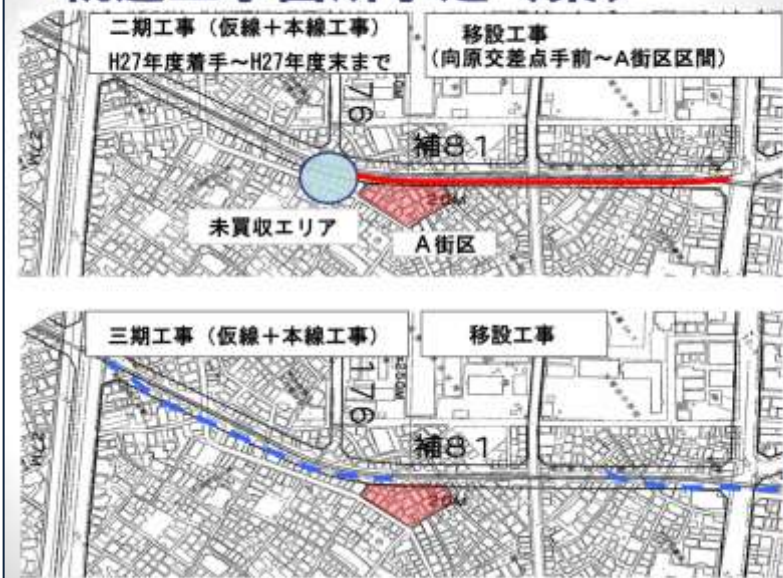 二期工事（仮線＋本線工事）
H27年度着手～H27年度末まで
移設工事
(向原交差点手前～A街区区間)
176
補81
20M
未買収エリア
A街区
三期工事（仮線＋本線工事）
移設工事
176
補81
20M